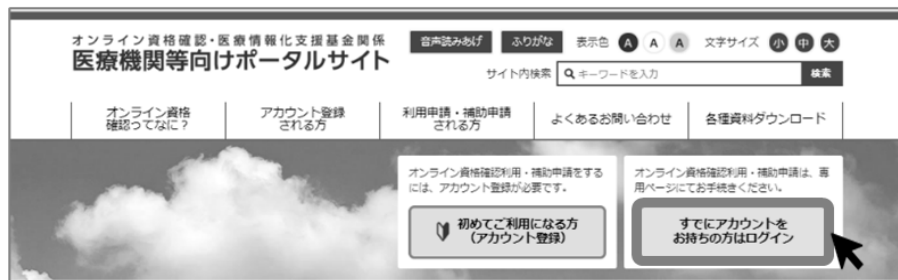 オンライン資格確認・医療情報化支援基金関係
医療機関等向けポータルサイト
音声読みあげ
ふりがな
表示色 A A A
文字サイズ 小 中 大
サイト内検索 キーワードを入力 検索
オンライン資格
確認ってなに？
アカウント登録
される方
利用申請・補助申請
される方
よくあるお問い合わせ
各種資料ダウンロード
オンライン資格確認利用・補助申請をする
には、アカウント登録が必要です。
初めてご利用になる方
（アカウント登録）
オンライン資格確認利用・補助申請は、専
用ページにてお手続きください。
すでにアカウントを
お持ちの方はログイン